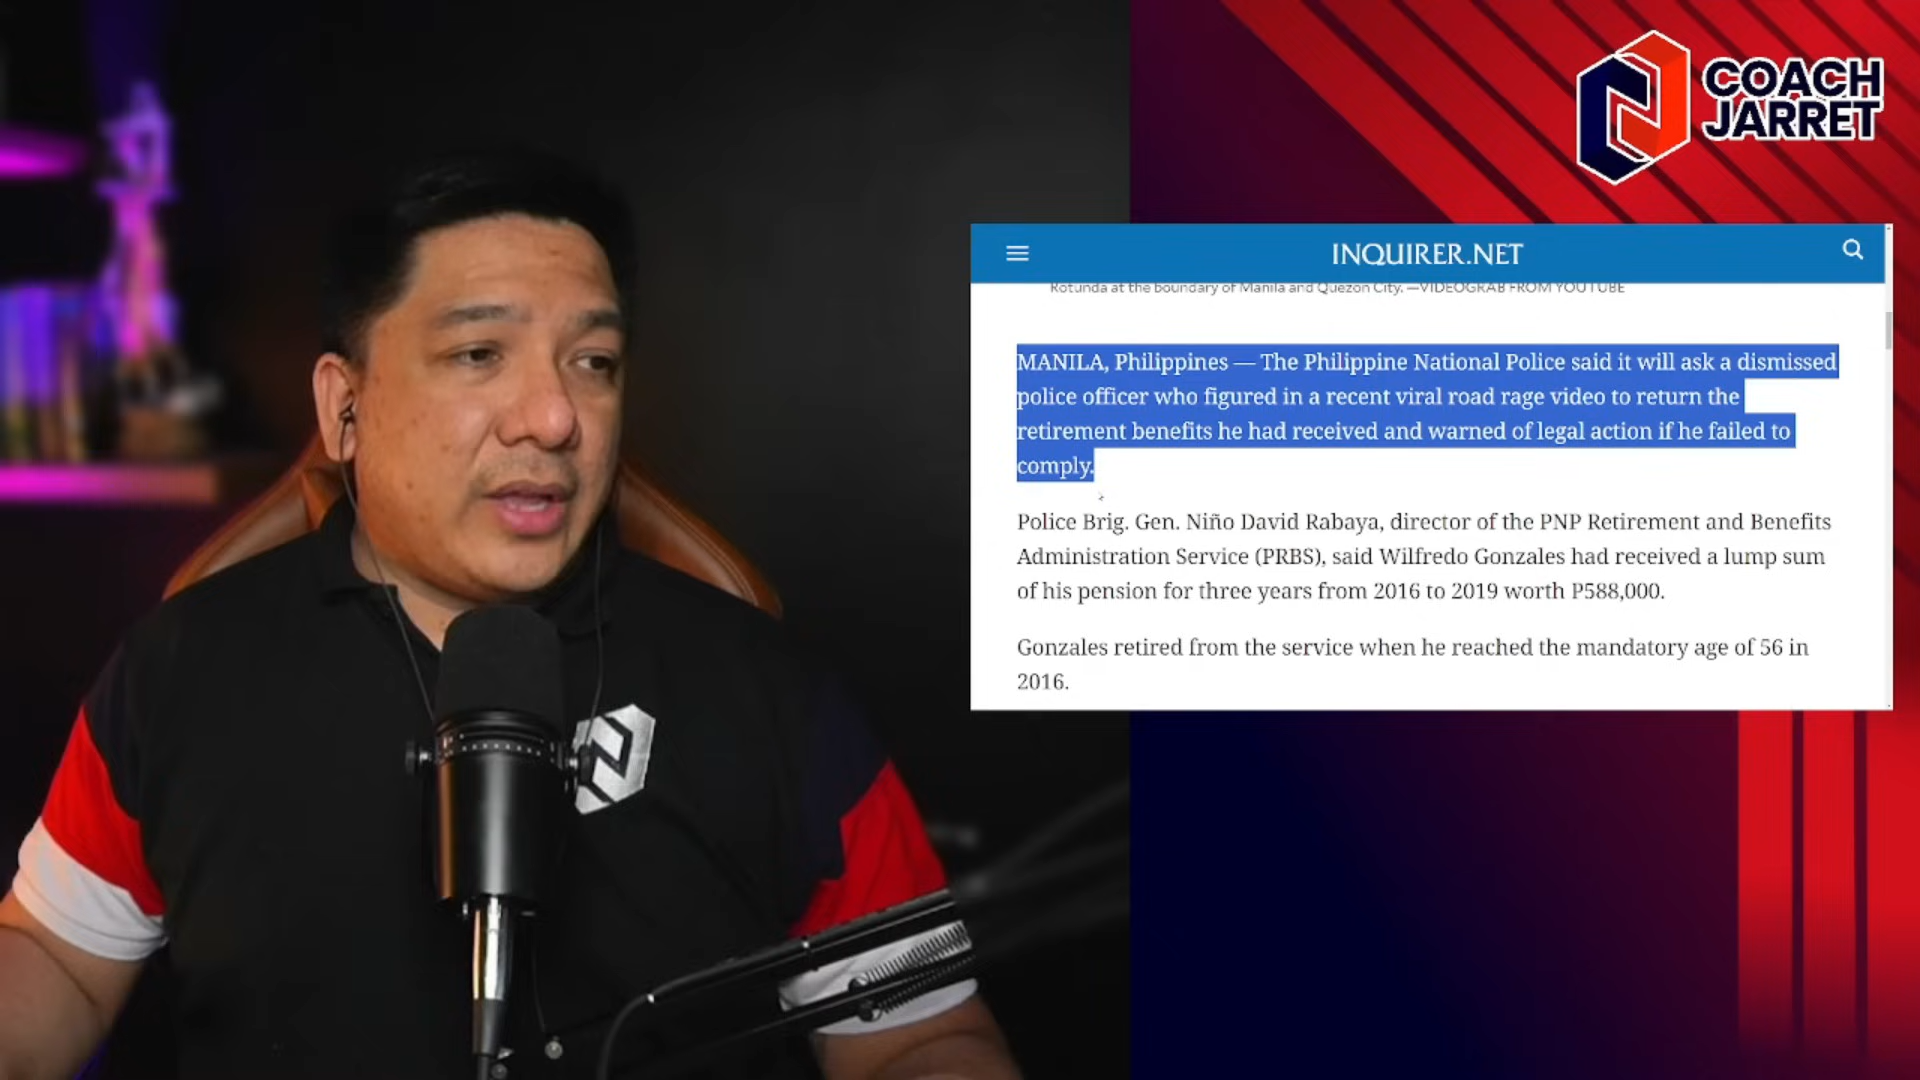 COACH
JARRET
INQUIRER.NET
Rotunda at the boundary of Manila and Quezon City. —VIDEOGRAB FROM YOUTUBE
MANILA, Philippines — The Philippine National Police said it will ask a dismissed
police officer who figured in a recent viral road rage video to return the
retirement benefits he had received and warned of legal action if he failed to
comply.
Police Brig. Gen. Niño David Rabaya, director of the PNP Retirement and Benefits
Administration Service (PRBS), said Wilfredo Gonzales had received a lump sum
of his pension for three years from 2016 to 2019 worth P588,000.
Gonzales retired from the service when he reached the mandatory age of 56 in
2016.